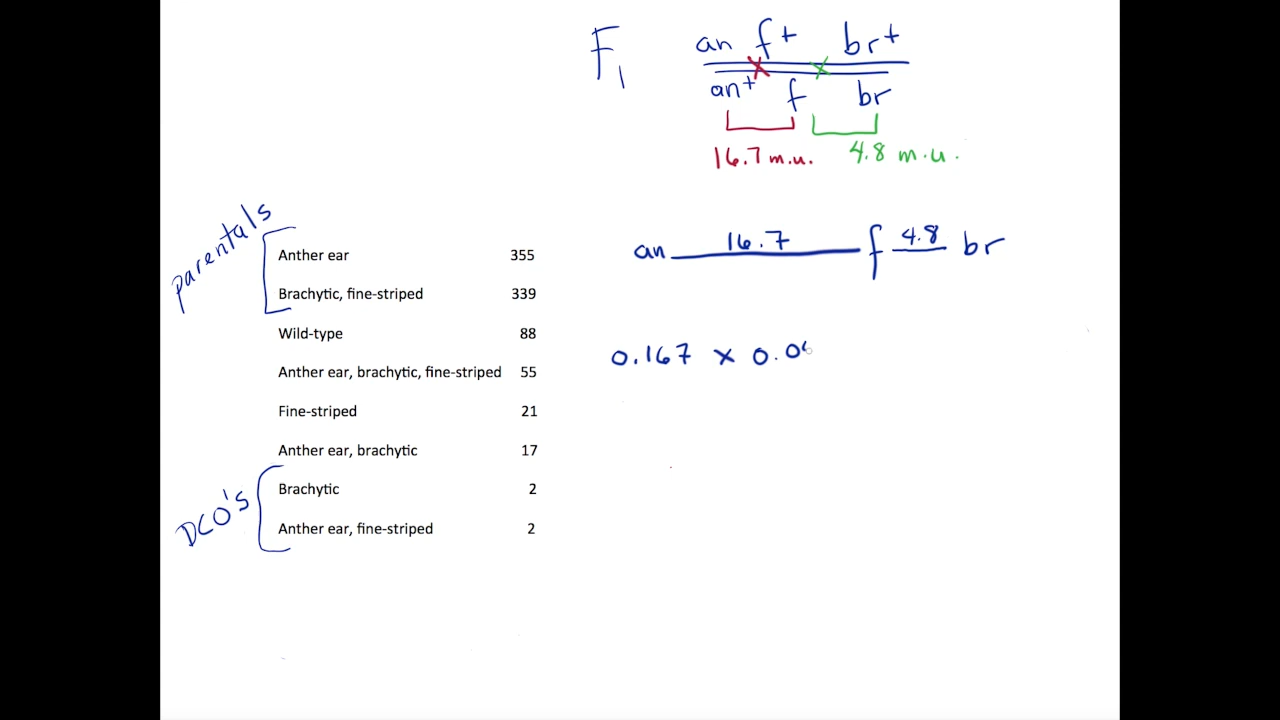 F1
an f+ br+
an+ f br
16.7 m.u. 4.8 m.u.
parentals
Anther ear 355
Brachytic, fine-striped 339
Wild-type 88
Anther ear, brachytic, fine-striped 55
Fine-striped 21
Anther ear, brachytic 17
DCO's
Brachytic 2
Anther ear, fine-striped 2
an 16.7 f 4.8 br
0.167 x 0.0